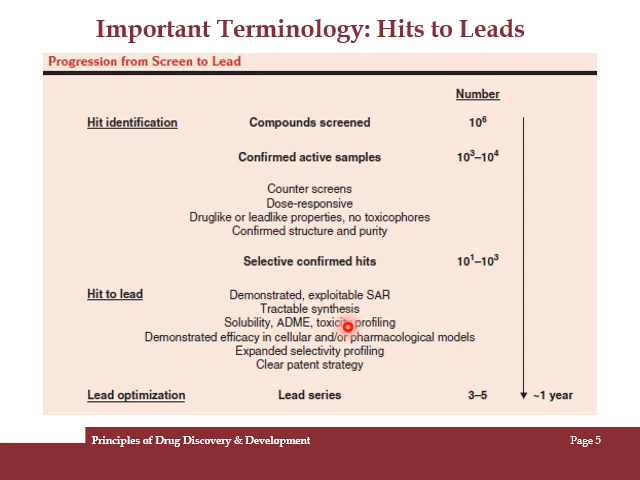 Important Terminology: Hits to Leads
Progression from Screen to Lead
Number
Hit identification Compounds screened 10⁶
Confirmed active samples 10³–10⁴
Counter screens
Dose-responsive
Druglike or leadlike properties, no toxicophores
Confirmed structure and purity
Selective confirmed hits 10¹–10³
Hit to lead Demonstrated, exploitable SAR
Tractable synthesis
Solubility, ADME, toxicity profiling
Demonstrated efficacy in cellular and/or pharmacological models
Expanded selectivity profiling
Clear patent strategy
Lead optimization Lead series 3–5 ~1 year
Principles of Drug Discovery & Development Page 5